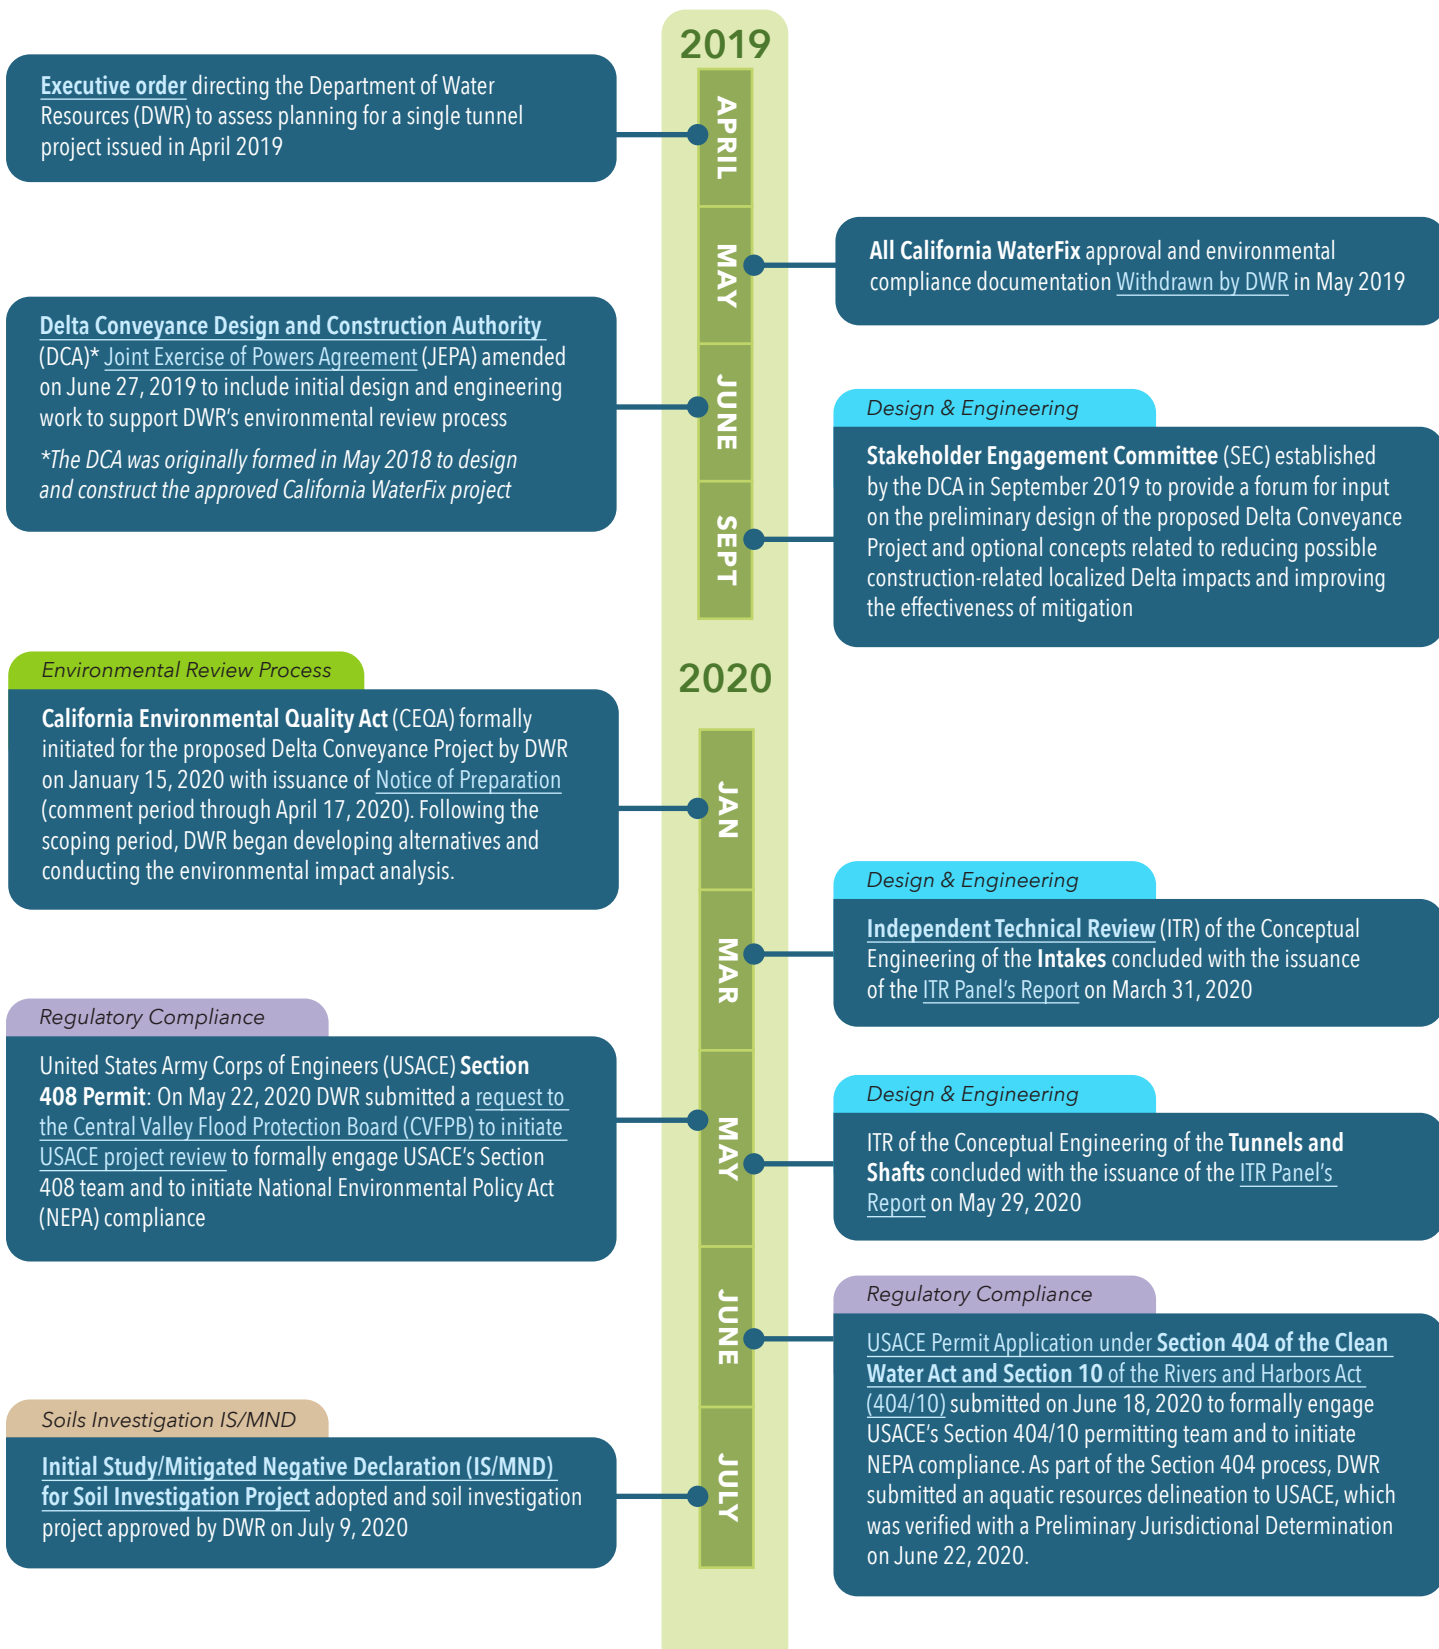 2019
APRIL
Executive order directing the Department of Water
Resources (DWR) to assess planning for a single tunnel
project issued in April 2019
MAY
All California WaterFix approval and environmental
compliance documentation Withdrawn by DWR in May 2019
JUNE
Delta Conveyance Design and Construction Authority
(DCA)* Joint Exercise of Powers Agreement (JEPA) amended
on June 27, 2019 to include initial design and engineering
work to support DWR's environmental review process
*The DCA was originally formed in May 2018 to design
and construct the approved California WaterFix project
SEPT
Design & Engineering
Stakeholder Engagement Committee (SEC) established
by the DCA in September 2019 to provide a forum for input
on the preliminary design of the proposed Delta Conveyance
Project and optional concepts related to reducing possible
construction-related localized Delta impacts and improving
the effectiveness of mitigation
2020
JAN
Environmental Review Process
California Environmental Quality Act (CEQA) formally
initiated for the proposed Delta Conveyance Project by DWR
on January 15, 2020 with issuance of Notice of Preparation
(comment period through April 17, 2020). Following the
scoping period, DWR began developing alternatives and
conducting the environmental impact analysis.
MAR
Design & Engineering
Independent Technical Review (ITR) of the Conceptual
Engineering of the Intakes concluded with the issuance
of the ITR Panel's Report on March 31, 2020
MAY
Regulatory Compliance
United States Army Corps of Engineers (USACE) Section
408 Permit: On May 22, 2020 DWR submitted a request to
the Central Valley Flood Protection Board (CVFPB) to initiate
USACE project review to formally engage USACE's Section
408 team and to initiate National Environmental Policy Act
(NEPA) compliance
Design & Engineering
ITR of the Conceptual Engineering of the Tunnels and
Shafts concluded with the issuance of the ITR Panel's
Report on May 29, 2020
JUNE
Regulatory Compliance
USACE Permit Application under Section 404 of the Clean
Water Act and Section 10 of the Rivers and Harbors Act
(404/10) submitted on June 18, 2020 to formally engage
USACE's Section 404/10 permitting team and to initiate
NEPA compliance. As part of the Section 404 process, DWR
submitted an aquatic resources delineation to USACE, which
was verified with a Preliminary Jurisdictional Determination
on June 22, 2020.
JULY
Soils Investigation IS/MND
Initial Study/Mitigated Negative Declaration (IS/MND)
for Soil Investigation Project adopted and soil investigation
project approved by DWR on July 9, 2020